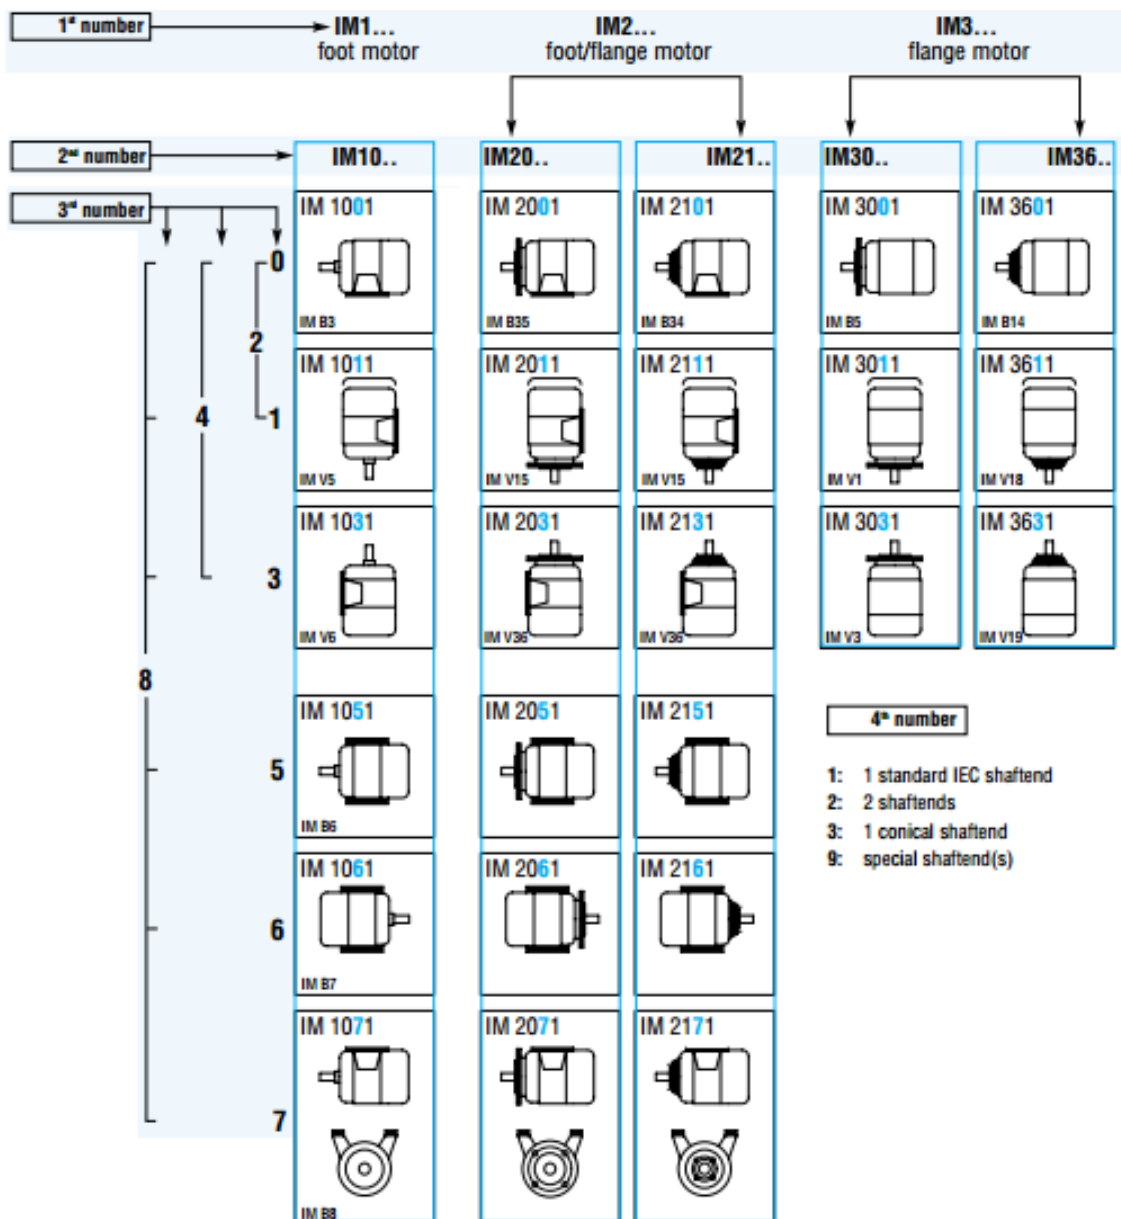 1st number
IM1... IM2... IM3...
foot motor foot/flange motor flange motor
2nd number
IM10.. IM20.. IM21.. IM30.. IM36..
3rd number
IM 1001 IM 2001 IM 2101 IM 3001 IM 3601
0
IM B3 IM B35 IM B34 IM B5 IM B14
2
IM 1011 IM 2011 IM 2111 IM 3011 IM 3611
4 1
IM V5 IM V15 IM V15 IM V1 IM V18
IM 1031 IM 2031 IM 2131 IM 3031 IM 3631
3
IM V6 IM V36 IM V36 IM V3 IM V19
8
IM 1051 IM 2051 IM 2151
4th number
5
1: 1 standard IEC shaftend
2: 2 shaftends
3: 1 conical shaftend
9: special shaftend(s)
IM B6
IM 1061 IM 2061 IM 2161
6
IM B7
IM 1071 IM 2071 IM 2171
7
IM B8